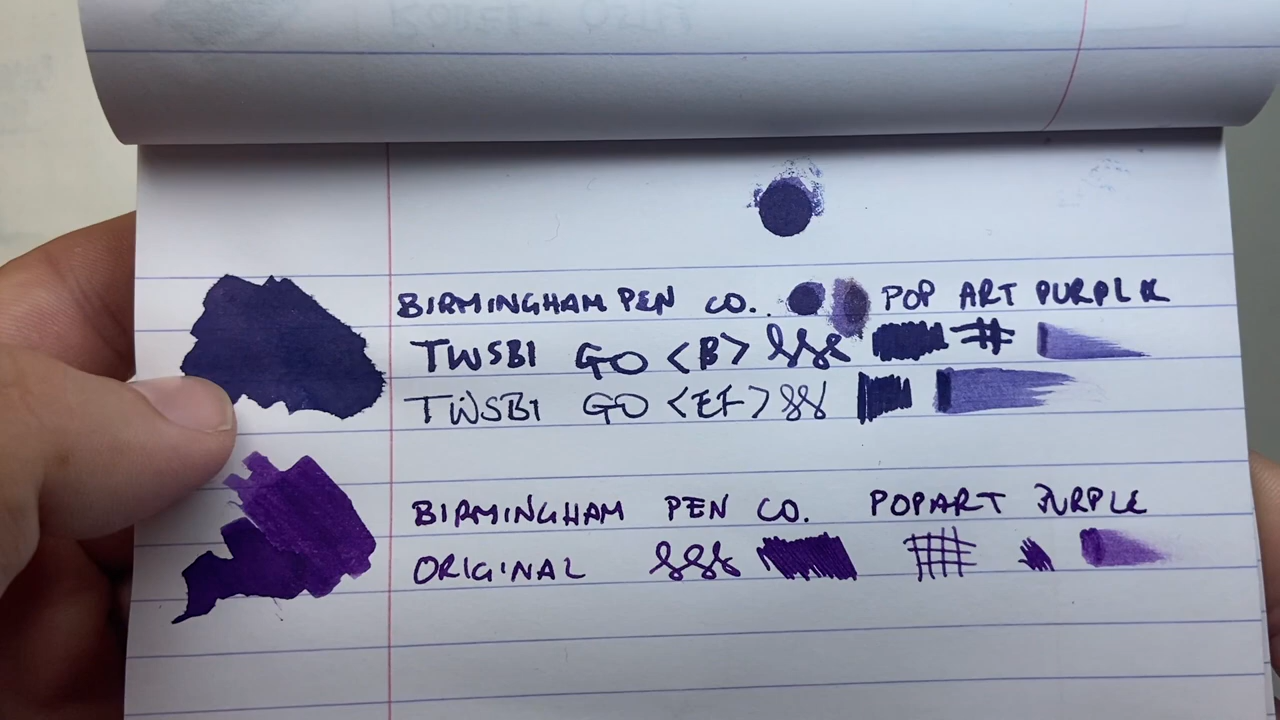 BIRMINGHAM PEN CO. POP ART PURPLE
TWSBI GO <B>
TWSBI GO <EF>
BIRMINGHAM PEN CO. POPART PURPLE
ORIGINAL